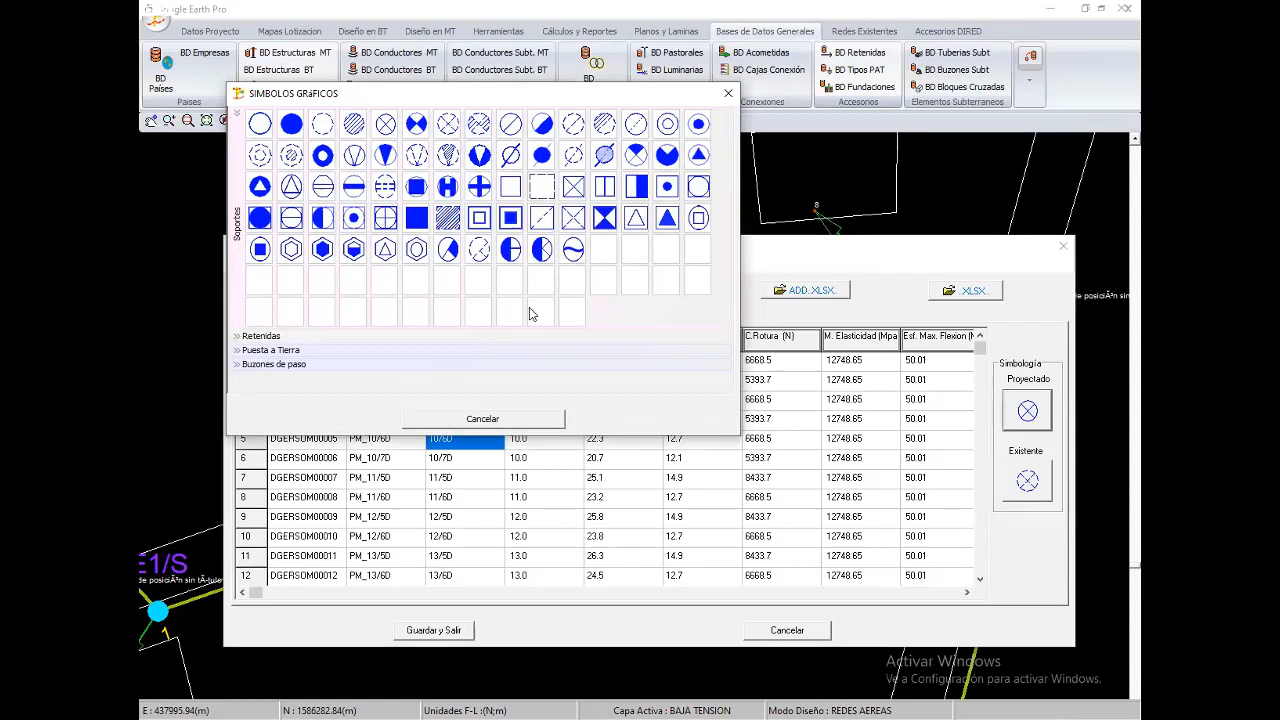 oogle Earth Pro
Datos Proyecto
Mapas Lotizacion
Diseño en BT
Diseño en MT
Herramientas
Cálculos y Reportes
Planos y Laminas
Bases de Datos Generales
Redes Existentes
Accesorios DIRED
BD Países
BD Empresas
BD Estructuras MT
BD Estructuras BT
BD Conductores MT
BD Conductores BT
BD Conductores Subt. MT
BD Conductores Subt. BT
BD
BD Pastorales
BD Luminarias
BD Acometidas
BD Cajas Conexión
BD Retenidas
BD Tipos PAT
BD Fundaciones
BD Tuberias Subt
BD Buzones Subt
BD Bloques Cruzadas
Paises
onexiones
Accesorios
Elementos Subterraneos
SIMBOLOS GRáFICOS
Soportes
Retenidas
Puesta a Tierra
Buzones de paso
Cancelar
8
ADD .XLSX..
.XLSX..
de posiciÃ³n sin
C.Rotura (N) M. Elasticidad (Mpa Esf. Max. Flexion (N
6668.5 12748.65 50.01
5393.7 12748.65 50.01
6668.5 12748.65 50.01
5393.7 12748.65 50.01
5 DGERSOM00005 PM_10/6D 10/6D 10.0 22.3 12.7 6668.5 12748.65 50.01
6 DGERSOM00006 PM_10/7D 10/7D 10.0 20.7 12.1 5393.7 12748.65 50.01
7 DGERSOM00007 PM_11/5D 11/5D 11.0 25.1 14.9 8433.7 12748.65 50.01
8 DGERSOM00008 PM_11/6D 11/6D 11.0 23.2 12.7 6668.5 12748.65 50.01
9 DGERSOM00009 PM_12/5D 12/5D 12.0 25.8 14.9 8433.7 12748.65 50.01
10 DGERSOM00010 PM_12/6D 12/6D 12.0 23.8 12.7 6668.5 12748.65 50.01
11 DGERSOM00011 PM_13/5D 13/5D 13.0 26.3 14.9 8433.7 12748.65 50.01
12 DGERSOM00012 PM_13/6D 13/6D 13.0 24.5 12.7 6668.5 12748.65 50.01
Simbología
Proyectado
Existente
E1/S
de posiciÃ³n sin tÃ­tulo
Guardar y Salir
Cancelar
Activar Windows
Ve a Configuración para activar Windows.
E : 437995.94(m)
N : 1586282.84(m)
Unidades F-L :(N;m)
Capa Activa : BAJA TENSION
Modo Diseño : REDES AEREAS